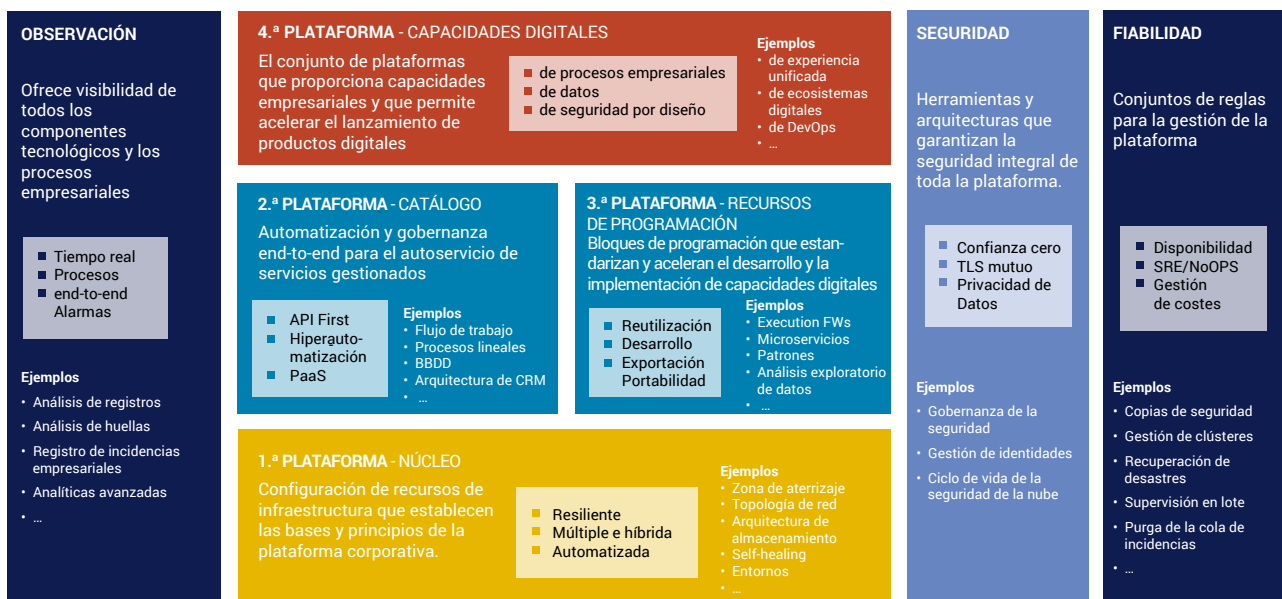 OBSERVACIÓN
Ofrece visibilidad de
todos los
componentes
tecnológicos y los
procesos
empresariales
Tiempo real
Procesos
end-to-end
Alarmas
Ejemplos
• Análisis de registros
• Análisis de huellas
• Registro de incidencias
empresariales
• Analíticas avanzadas
• ...
4.ª PLATAFORMA - CAPACIDADES DIGITALES
El conjunto de plataformas
que proporciona capacidades
empresariales y que permite
acelerar el lanzamiento de
productos digitales
de procesos empresariales
de datos
de seguridad por diseño
Ejemplos
• de experiencia
unificada
• de ecosistemas
digitales
• de DevOps
• ...
2.ª PLATAFORMA - CATÁLOGO
Automatización y gobernanza
end-to-end para el autoservicio de
servicios gestionados
API First
Hiperauto-
matización
PaaS
Ejemplos
• Flujo de trabajo
• Procesos lineales
• BBDD
• Arquitectura de CRM
• ...
3.ª PLATAFORMA - RECURSOS
DE PROGRAMACIÓN
Bloques de programación que estan-
darizan y aceleran el desarrollo y la
implementación de capacidades digitales
Reutilización
Desarrollo
Exportación
Portabilidad
Ejemplos
• Execution FWs
• Microservicios
• Patrones
• Análisis exploratorio
de datos
• ...
1.ª PLATAFORMA - NÚCLEO
Configuración de recursos de
infraestructura que establecen
las bases y principios de la
plataforma corporativa.
Resiliente
Múltiple e híbrida
Automatizada
Ejemplos
• Zona de aterrizaje
• Topología de red
• Arquitectura de
almacenamiento
• Self-healing
• Entornos
• ...
SEGURIDAD
Herramientas y
arquitecturas que
garantizan la
seguridad integral de
toda la plataforma.
Confianza cero
TLS mutuo
Privacidad de
Datos
Ejemplos
• Gobernanza de la
seguridad
• Gestión de identidades
• Ciclo de vida de la
seguridad de la nube
FIABILIDAD
Conjuntos de reglas
para la gestión de la
plataforma
Disponibilidad
SRE/NoOPS
Gestión
de costes
Ejemplos
• Copias de seguridad
• Gestión de clústeres
• Recuperación de
desastres
• Supervisión en lote
• Purga de la cola de
incidencias
• ...